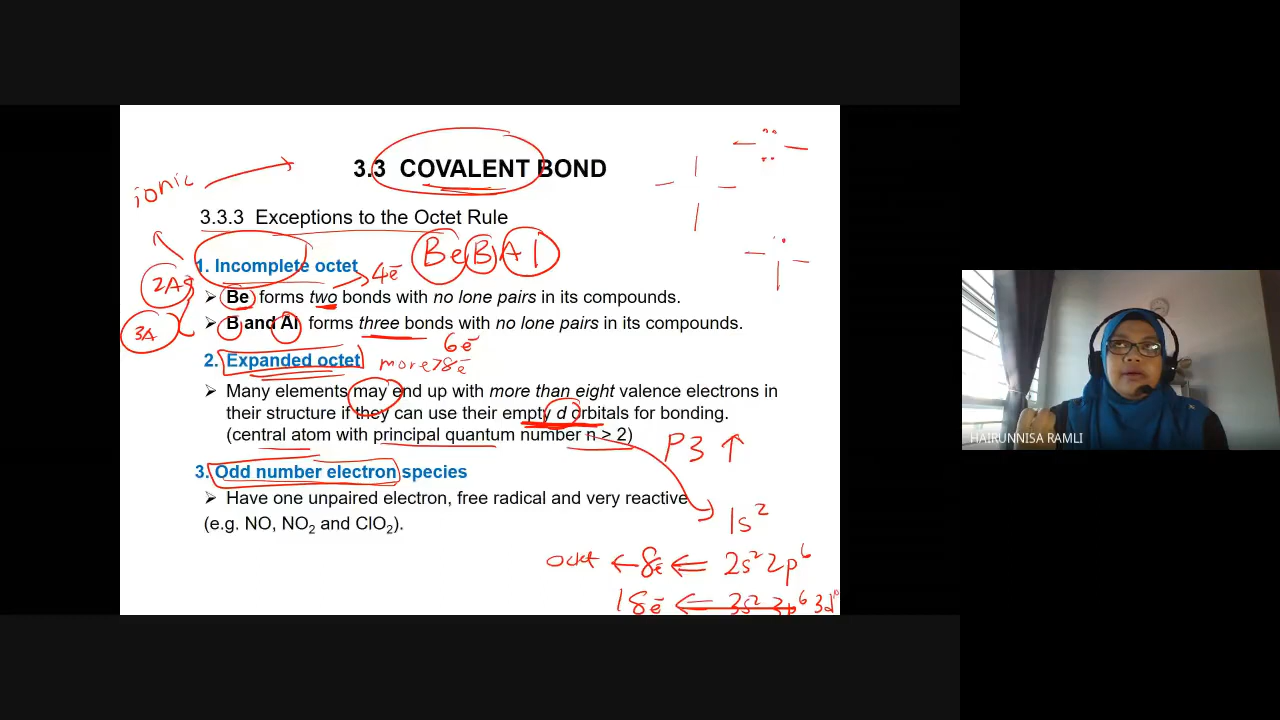 3.3 COVALENT BOND
ionic
3.3.3 Exceptions to the Octet Rule
Be B Al
1. Incomplete octet
4e̅
2A
➢ Be forms two bonds with no lone pairs in its compounds.
➢ B and Al forms three bonds with no lone pairs in its compounds.
3A
6e̅
2. Expanded octet
more > 8e̅
➢ Many elements may end up with more than eight valence electrons in
their structure if they can use their empty d orbitals for bonding.
(central atom with principal quantum number n > 2)
P3 ↑
3. Odd number electron species
➢ Have one unpaired electron, free radical and very reactive
(e.g. NO, NO₂ and ClO₂).
1s²
octet ← 8e̅ ⇐ 2s² 2p⁶
18e̅ ⇐ 3s² 3p⁶ 3d¹⁰
HAIRUNNISA RAMLI